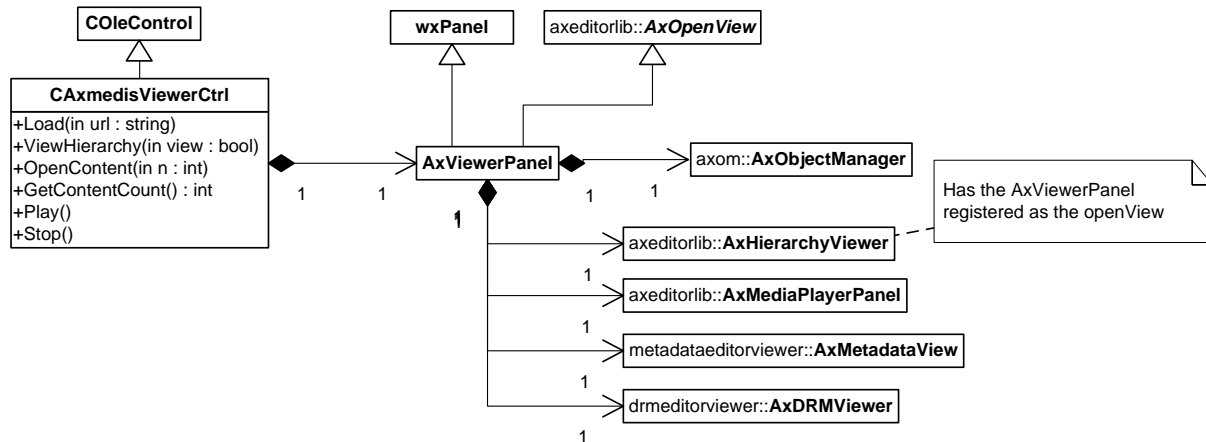 COleControl
wxPanel
axeditorlib::AxOpenView
CAxmedisViewerCtrl
+Load(in url : string)
+ViewHierarchy(in view : bool)
+OpenContent(in n : int)
+GetContentCount() : int
+Play()
+Stop()
1
1
AxViewerPanel
1
1
axom::AxObjectManager
Has the AxViewerPanel
registered as the openView
1
axeditorlib::AxHierarchyViewer
1
axeditorlib::AxMediaPlayerPanel
1
metadataeditorviewer::AxMetadataView
1
drmeditorviewer::AxDRMViewer
1